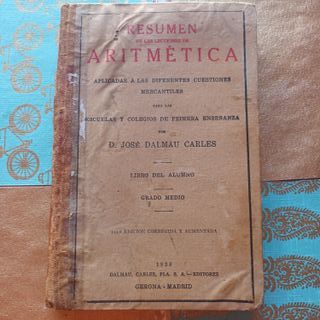 RESUMEN
DE LAS LECCIONES DE
ARITMÉTICA
APLICADAS A LAS DIFERENTES CUESTIONES
MERCANTILES
PARA LAS
ESCUELAS Y COLEGIOS DE PRIMERA ENSEÑANZA
POR
D. JOSÉ DALMAU CARLES
LIBRO DEL ALUMNO
GRADO MEDIO
EDICIÓN CORREGIDA Y AUMENTADA
DALMAU, CARLES, PLA. S. A.—EDITORES
GERONA-MADRID